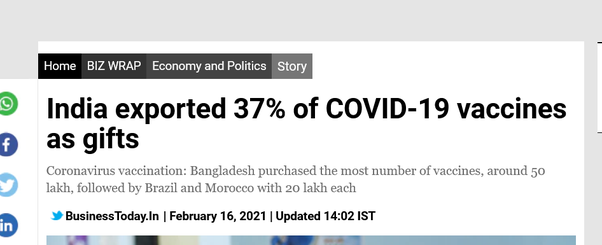 Home BIZ WRAP Economy and Politics Story
India exported 37% of COVID-19 vaccines
as gifts
Coronavirus vaccination: Bangladesh purchased the most number of vaccines, around 50
lakh, followed by Brazil and Morocco with 20 lakh each
BusinessToday.In | February 16, 2021 | Updated 14:02 IST
f
in